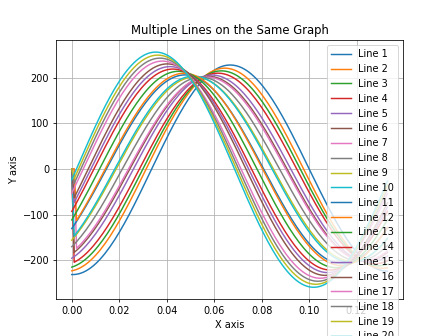 Multiple Lines on the Same Graph
Y axis
200
100
0
−100
−200
0.00
0.02
0.04
0.06
0.08
0.10
X axis
Line 1
Line 2
Line 3
Line 4
Line 5
Line 6
Line 7
Line 8
Line 9
Line 10
Line 11
Line 13
Line 14
Line 15
Line 16
Line 17
Line 18
Line 19
Line 20